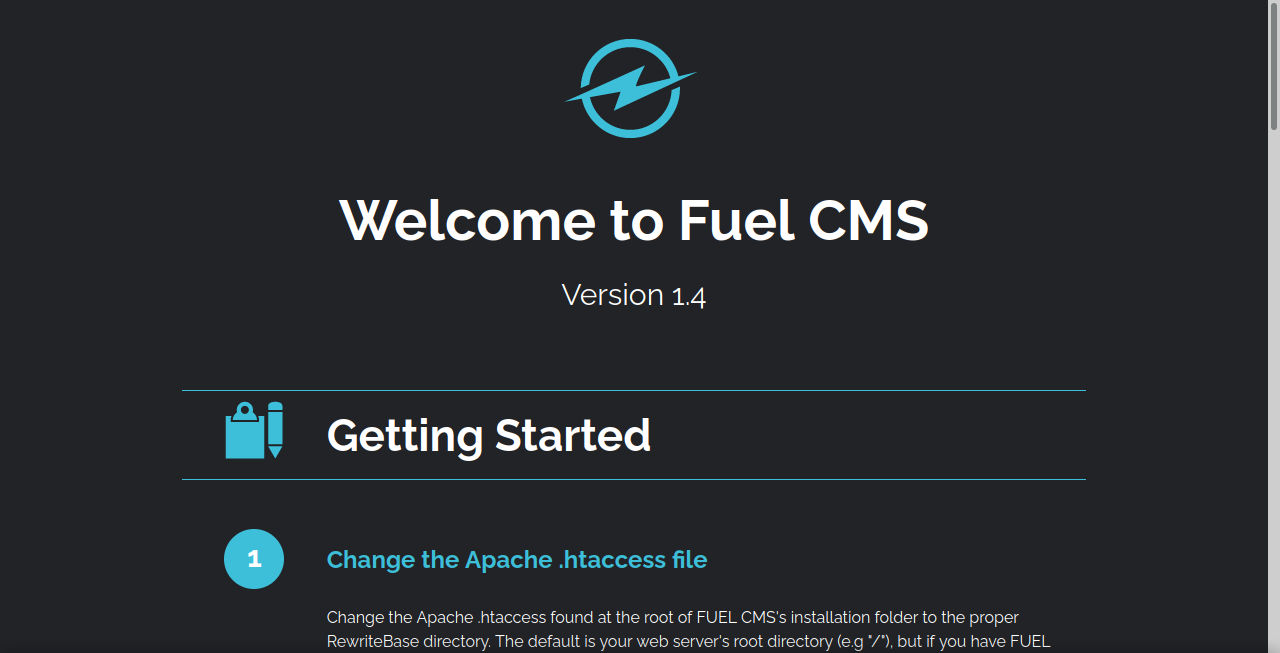 Welcome to Fuel CMS
Version 1.4
Getting Started
1
Change the Apache .htaccess file
Change the Apache .htaccess found at the root of FUEL CMS's installation folder to the proper
RewriteBase directory. The default is your web server's root directory (e.g "/"), but if you have FUEL